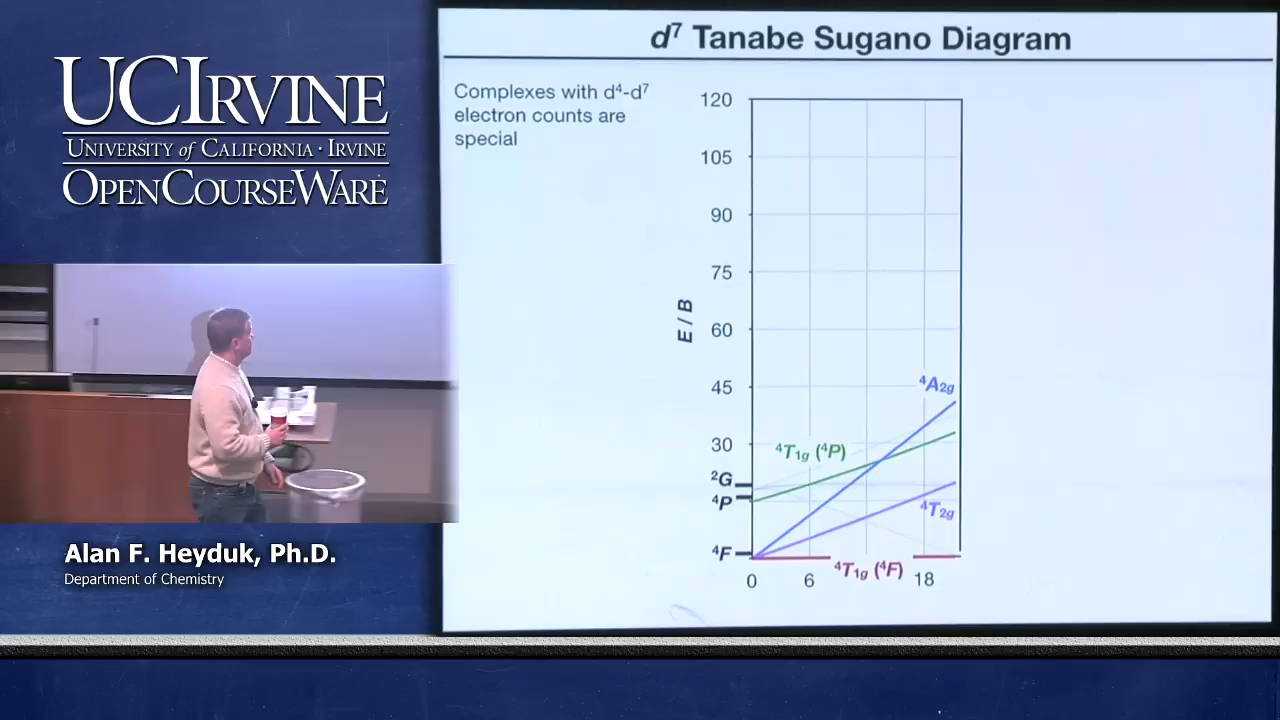 UCIRVINE
UNIVERSITY of CALIFORNIA · IRVINE
OPENCOURSEWARE
Alan F. Heyduk, Ph.D.
Department of Chemistry
d⁷ Tanabe Sugano Diagram
Complexes with d⁴-d⁷
electron counts are
special
120
105
90
75
60
45
30
E / B
²G
⁴P
⁴F
⁴A₂g
⁴T₁g (⁴P)
⁴T₂g
⁴T₁g (⁴F)
0 6 18